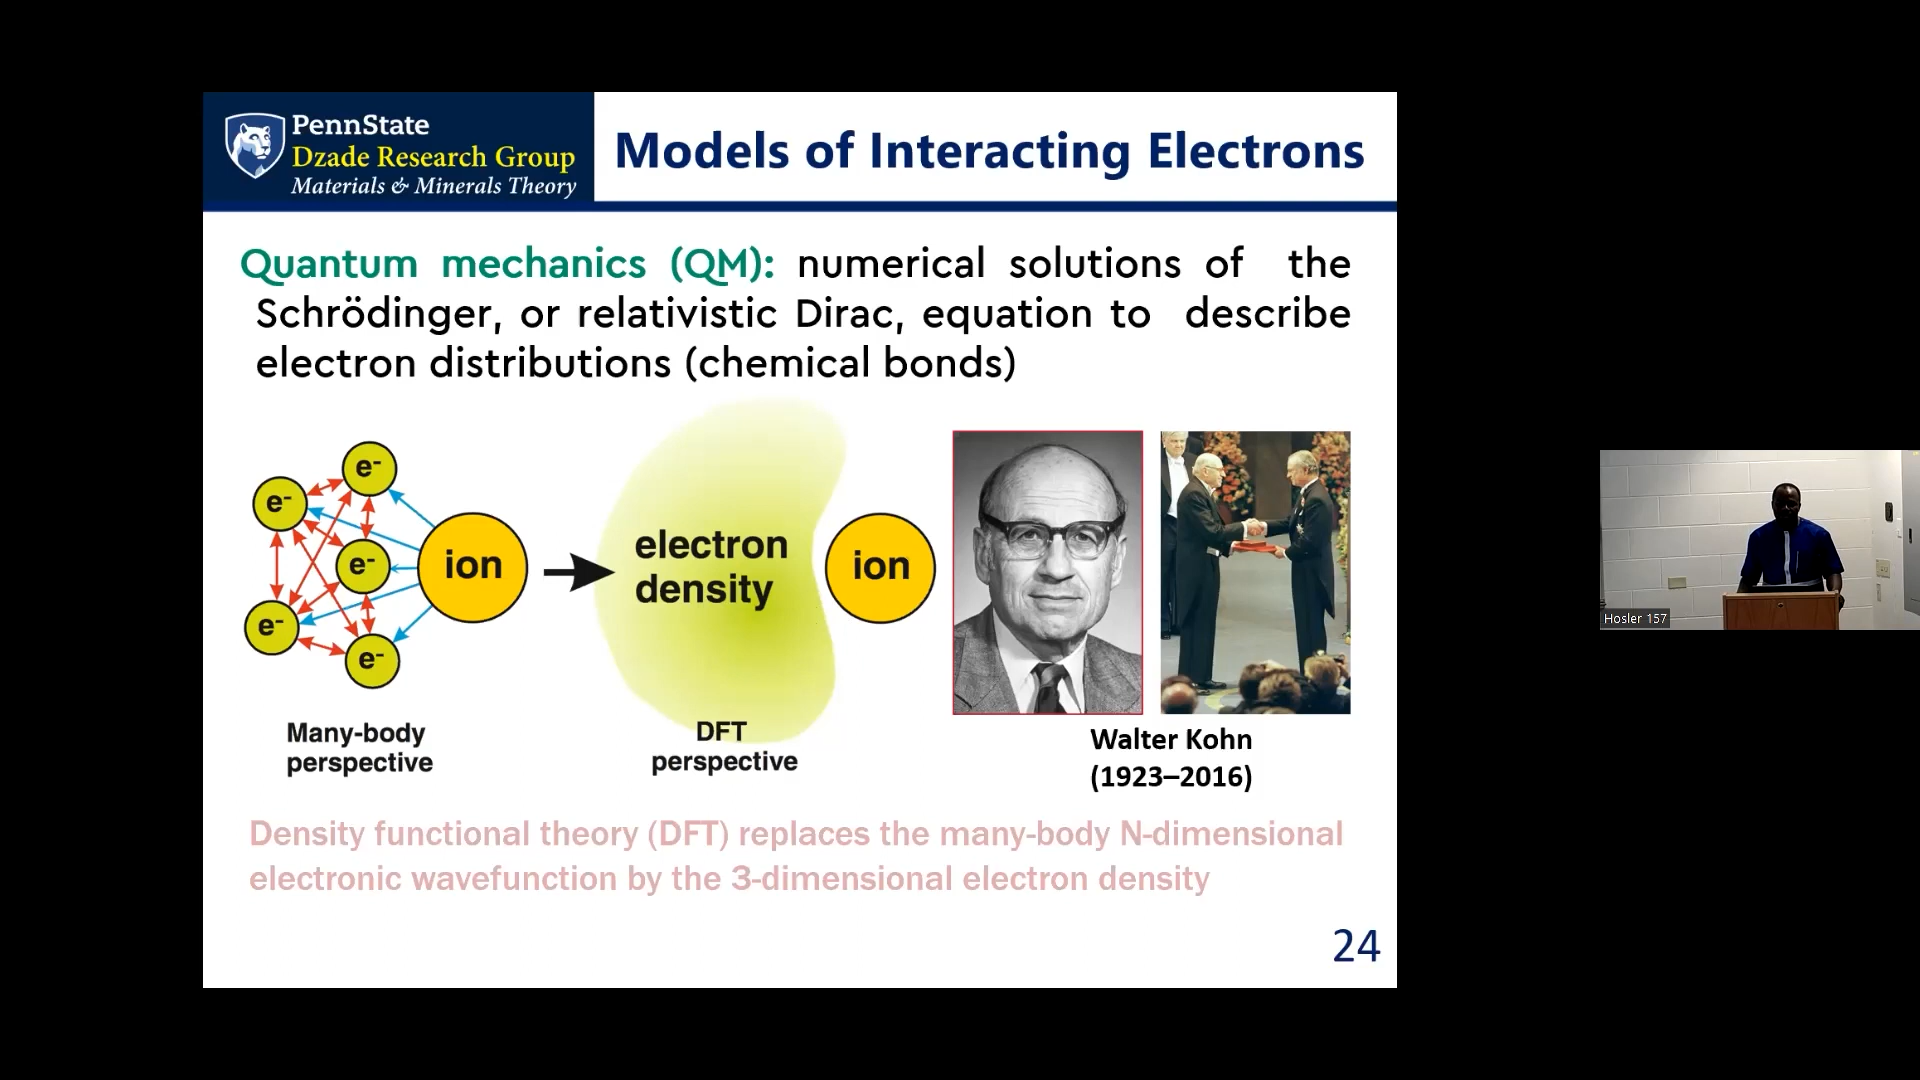 PennState
Dzade Research Group
Materials & Minerals Theory
Models of Interacting Electrons
Quantum mechanics (QM): numerical solutions of the
Schrödinger, or relativistic Dirac, equation to describe
electron distributions (chemical bonds)
e-
e-
e-
e-
e-
ion
electron
density
ion
Many-body
perspective
DFT
perspective
Walter Kohn
(1923–2016)
Density functional theory (DFT) replaces the many-body N-dimensional
electronic wavefunction by the 3-dimensional electron density
24
Hosler 157